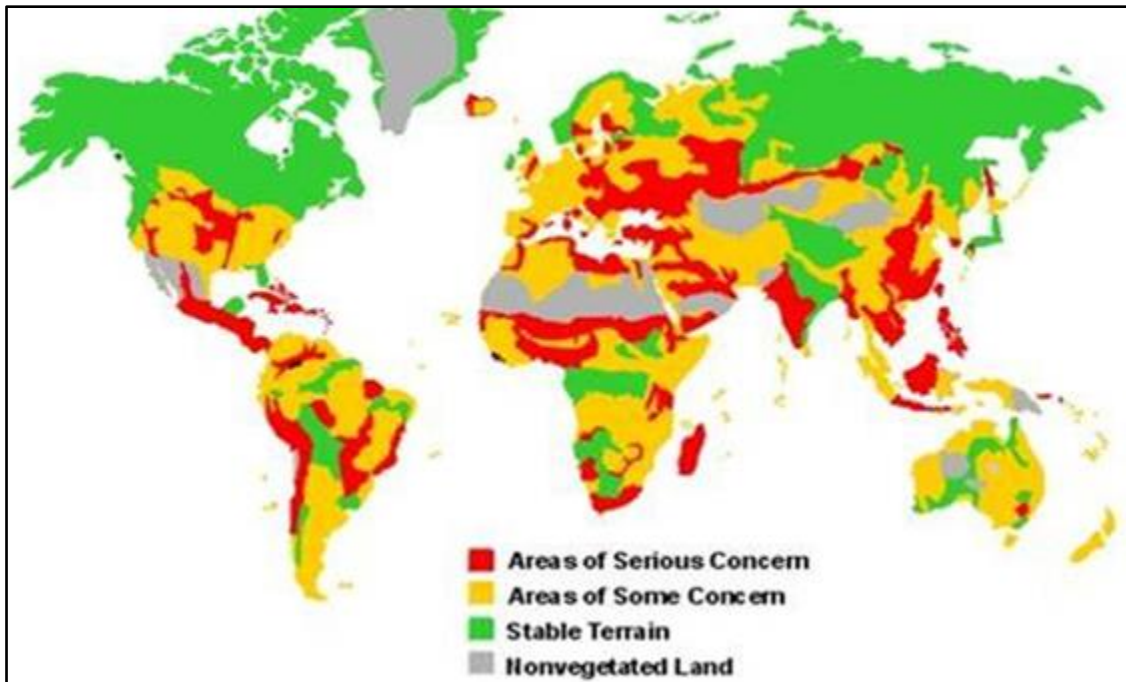 Areas of Serious Concern
Areas of Some Concern
Stable Terrain
Nonvegetated Land